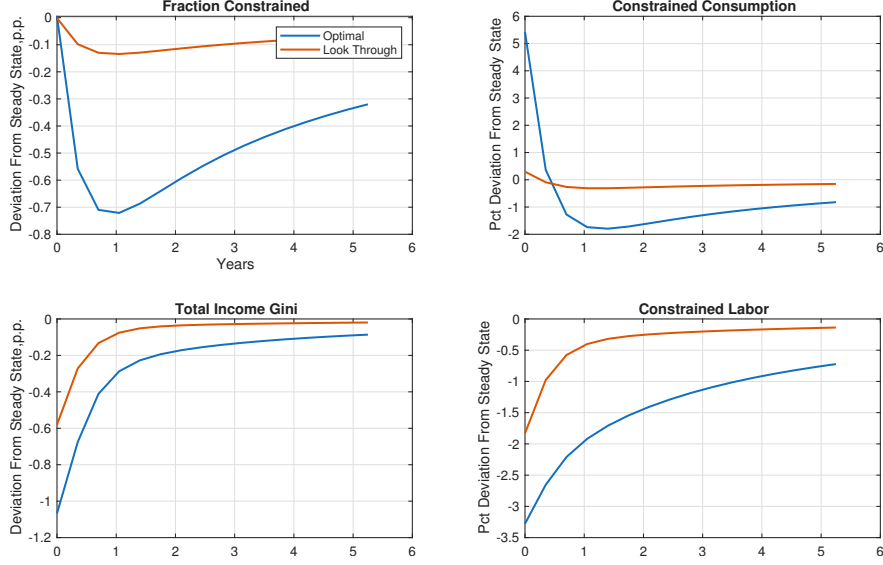 Fraction Constrained
Deviation From Steady State,p.p.
0
-0.1
-0.2
-0.3
-0.4
-0.5
-0.6
-0.7
-0.8
0 1 2 3 4 5 6
Years
Optimal
Look Through
Constrained Consumption
Pct Deviation From Steady State
6
5
4
3
2
1
0
-1
-2
0 1 2 3 4 5 6
Total Income Gini
Deviation From Steady State,p.p.
0
-0.2
-0.4
-0.6
-0.8
-1
-1.2
0 1 2 3 4 5 6
Constrained Labor
Pct Deviation From Steady State
0
-0.5
-1
-1.5
-2
-2.5
-3
-3.5
0 1 2 3 4 5 6